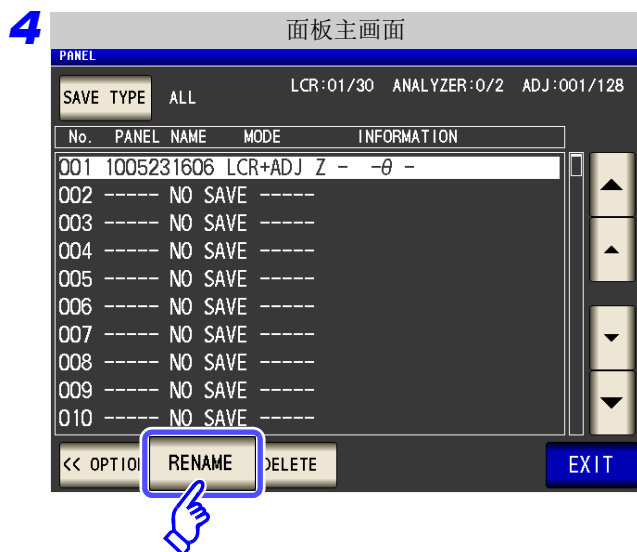 4
面板主画面
PANEL
SAVE TYPE ALL LCR:01/30 ANALYZER:0/2 ADJ:001/128
No. PANEL NAME MODE INFORMATION
001 1005231606 LCR+ADJ Z - -θ -
002 ----- NO SAVE -----
003 ----- NO SAVE -----
004 ----- NO SAVE -----
005 ----- NO SAVE -----
006 ----- NO SAVE -----
007 ----- NO SAVE -----
008 ----- NO SAVE -----
009 ----- NO SAVE -----
010 ----- NO SAVE -----
<< OPTIO RENAME DELETE EXIT